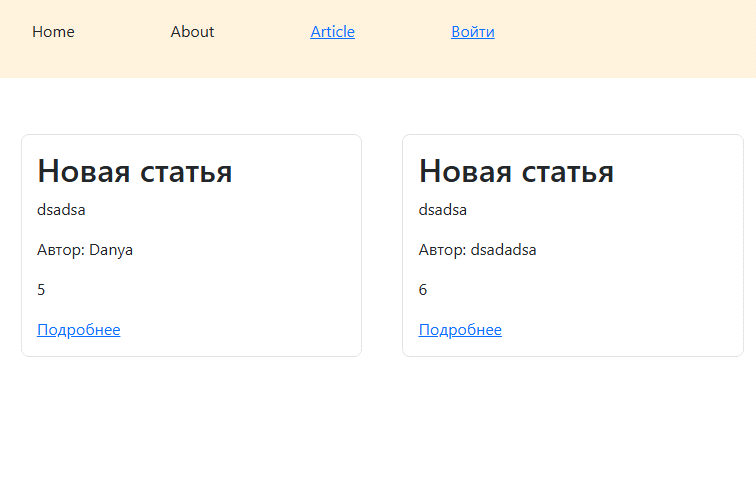 Home About Article Войти
Новая статья
dsadsa
Автор: Danya
5
Подробнее
Новая статья
dsadsa
Автор: dsadadsa
6
Подробнее